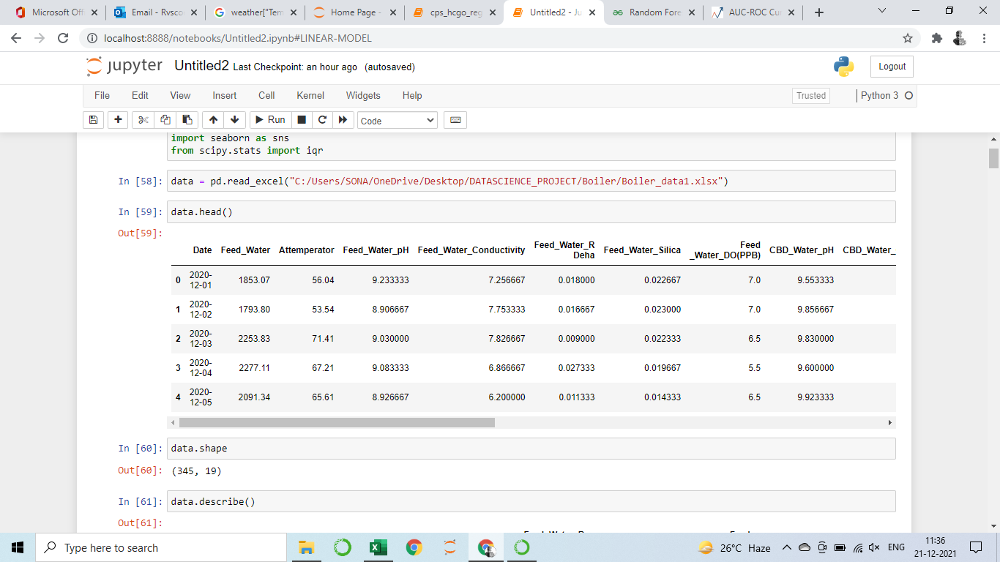 Microsoft Offi
Email - Rvsco
weather["Tem
Home Page -
cps_hcgo_reg
Untitled2 - Ju
Random Fore
AUC-ROC Cu
localhost:8888/notebooks/Untitled2.ipynb#LINEAR-MODEL
jupyter Untitled2 Last Checkpoint: an hour ago (autosaved) Logout
File Edit View Insert Cell Kernel Widgets Help Trusted Python 3
Run Code
import seaborn as sns
from scipy.stats import iqr
In [58]: data = pd.read_excel("C:/Users/SONA/OneDrive/Desktop/DATASCIENCE_PROJECT/Boiler/Boiler_data1.xlsx")
In [59]: data.head()
Out[59]:
Date Feed_Water Attemperator Feed_Water_pH Feed_Water_Conductivity Feed_Water_R Deha Feed_Water_Silica Feed _Water_DO(PPB) CBD_Water_pH CBD_Water_
0 2020-12-01 1853.07 56.04 9.233333 7.256667 0.018000 0.022667 7.0 9.553333
1 2020-12-02 1793.80 53.54 8.906667 7.753333 0.016667 0.023000 7.0 9.856667
2 2020-12-03 2253.83 71.41 9.030000 7.826667 0.009000 0.022333 6.5 9.830000
3 2020-12-04 2277.11 67.21 9.083333 6.866667 0.027333 0.019667 5.5 9.600000
4 2020-12-05 2091.34 65.61 8.926667 6.200000 0.011333 0.014333 6.5 9.923333
In [60]: data.shape
Out[60]: (345, 19)
In [61]: data.describe()
Out[61]:
Type here to search
26°C Haze
ENG
11:36
21-12-2021